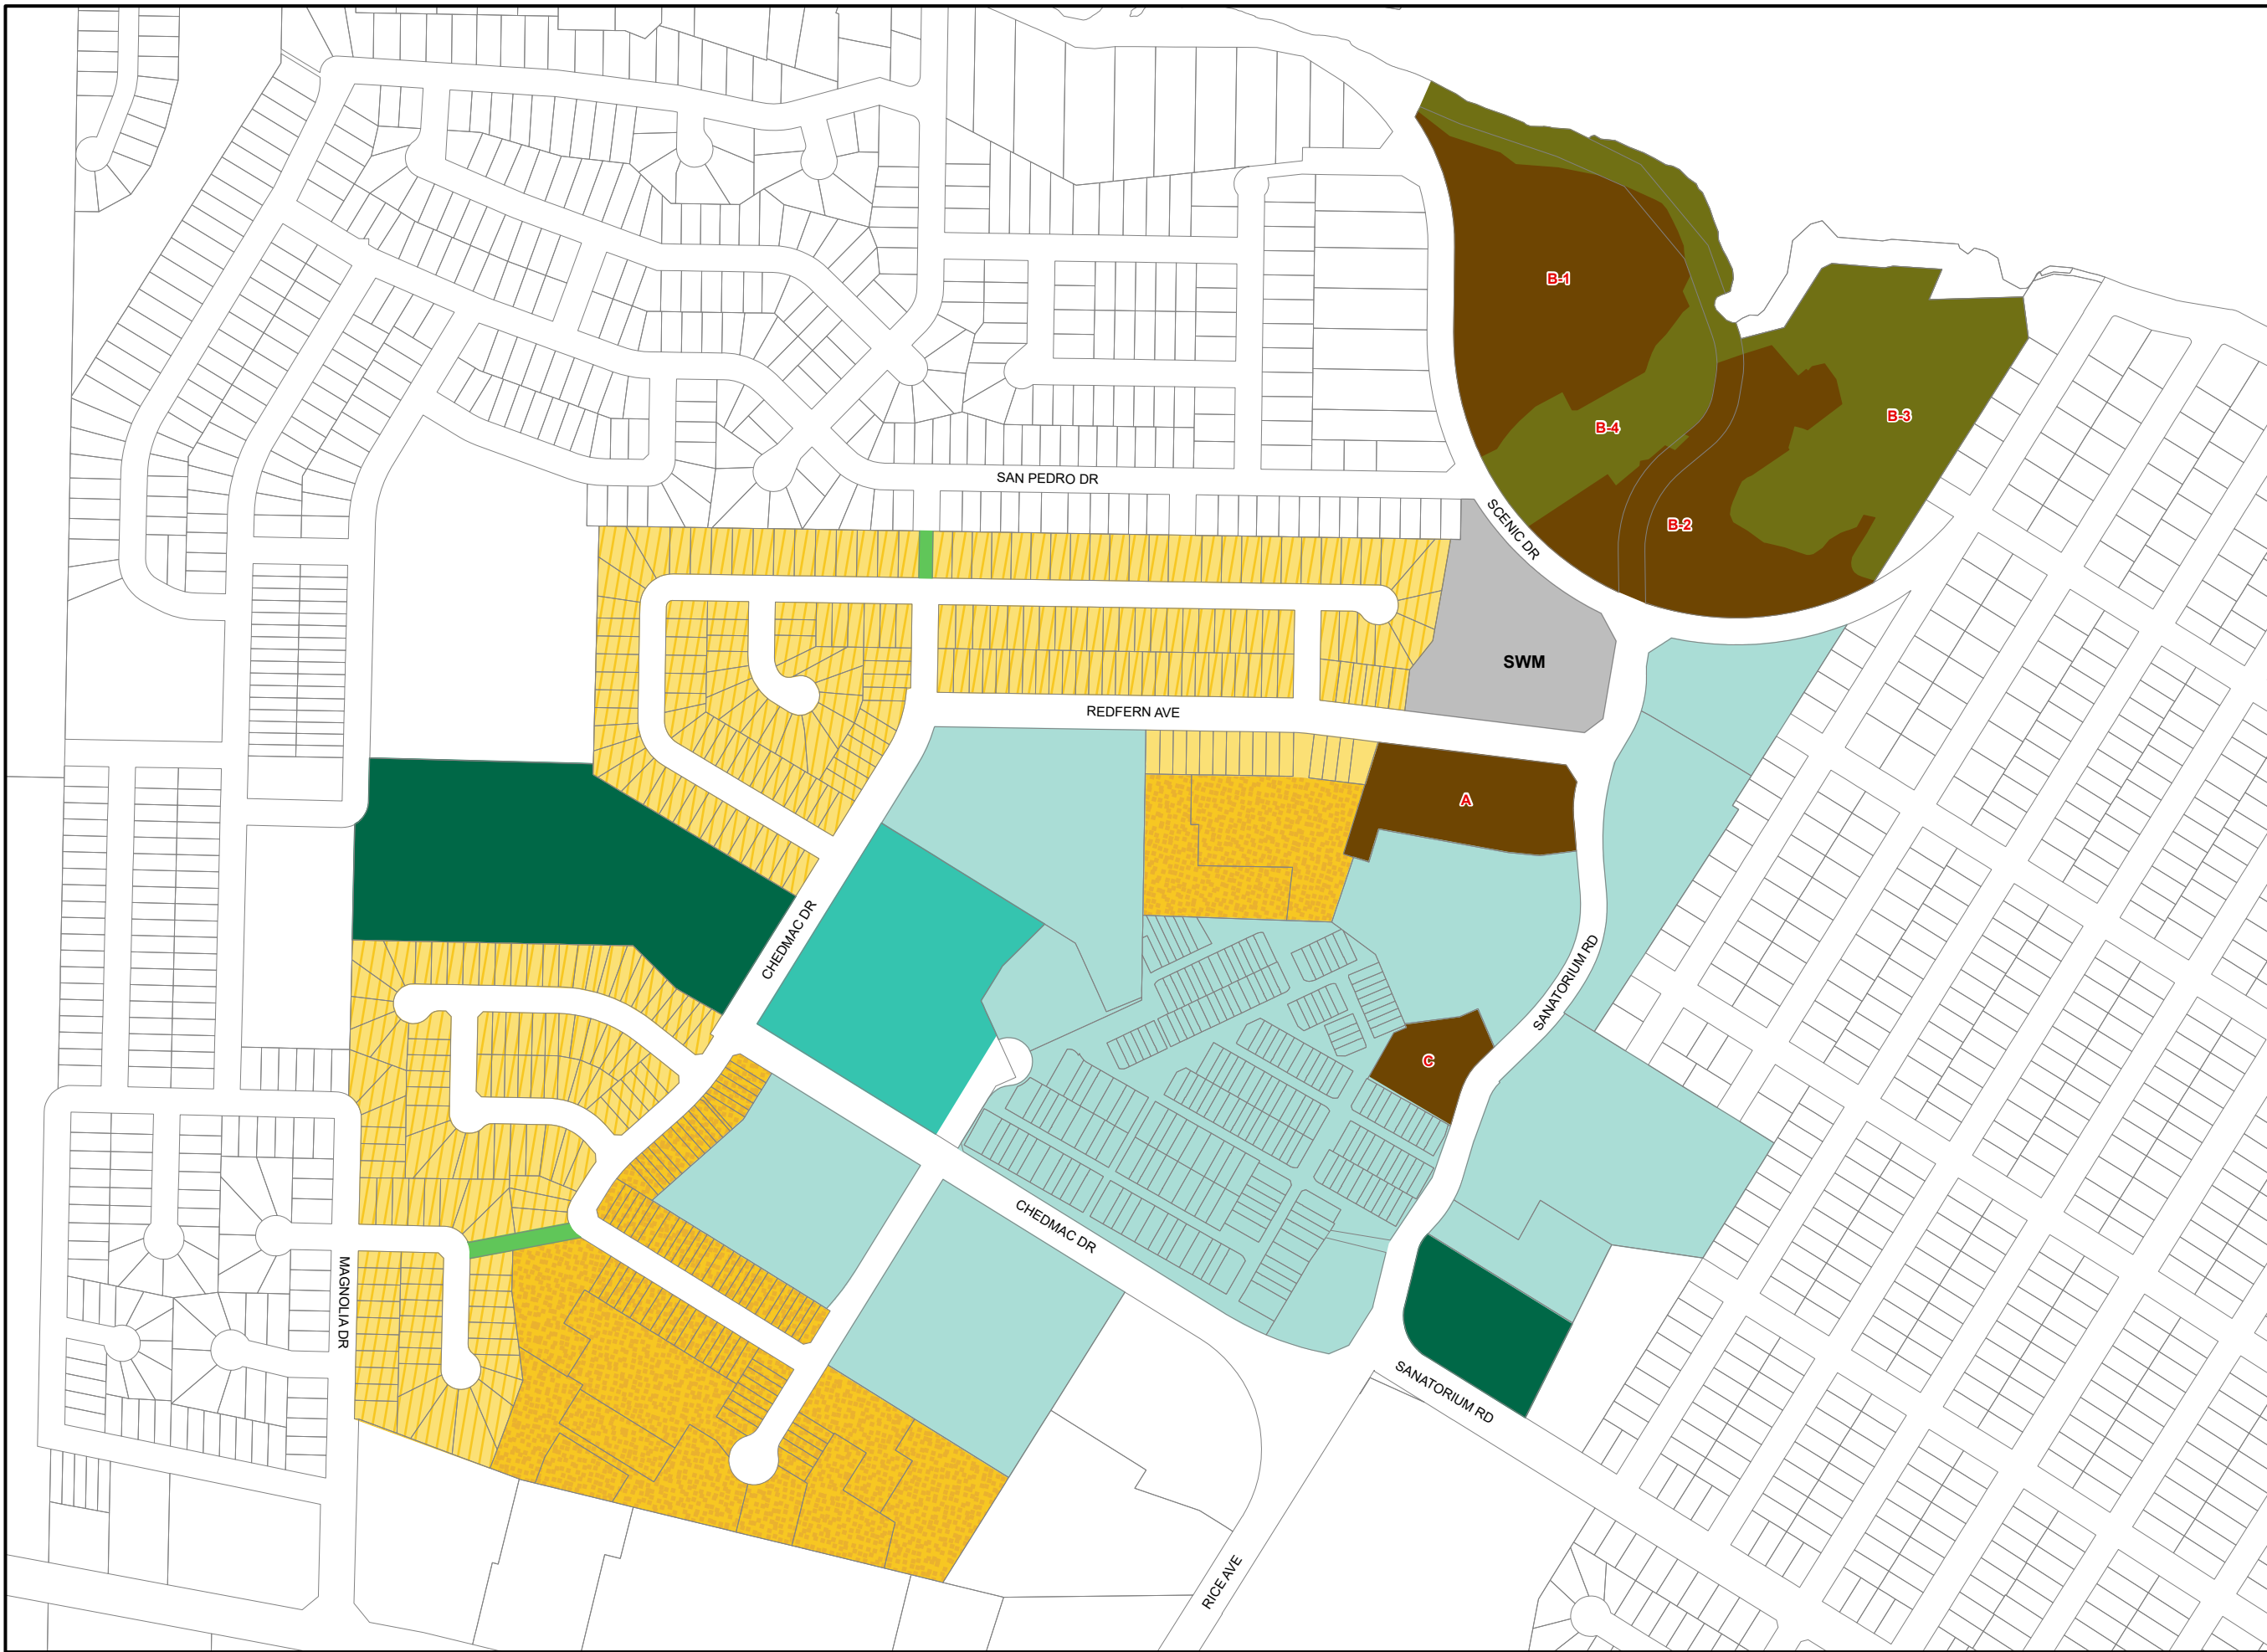 B-1
B-3
B-4
SAN PEDRO DR
SCENIC DR
B-2
SWM
REDFERN AVE
A
CHEDMAC DR
SANATORIUM RD
C
CHEDMAC DR
MAGNOLIA DR
SANATORIUM RD
RICE AVE